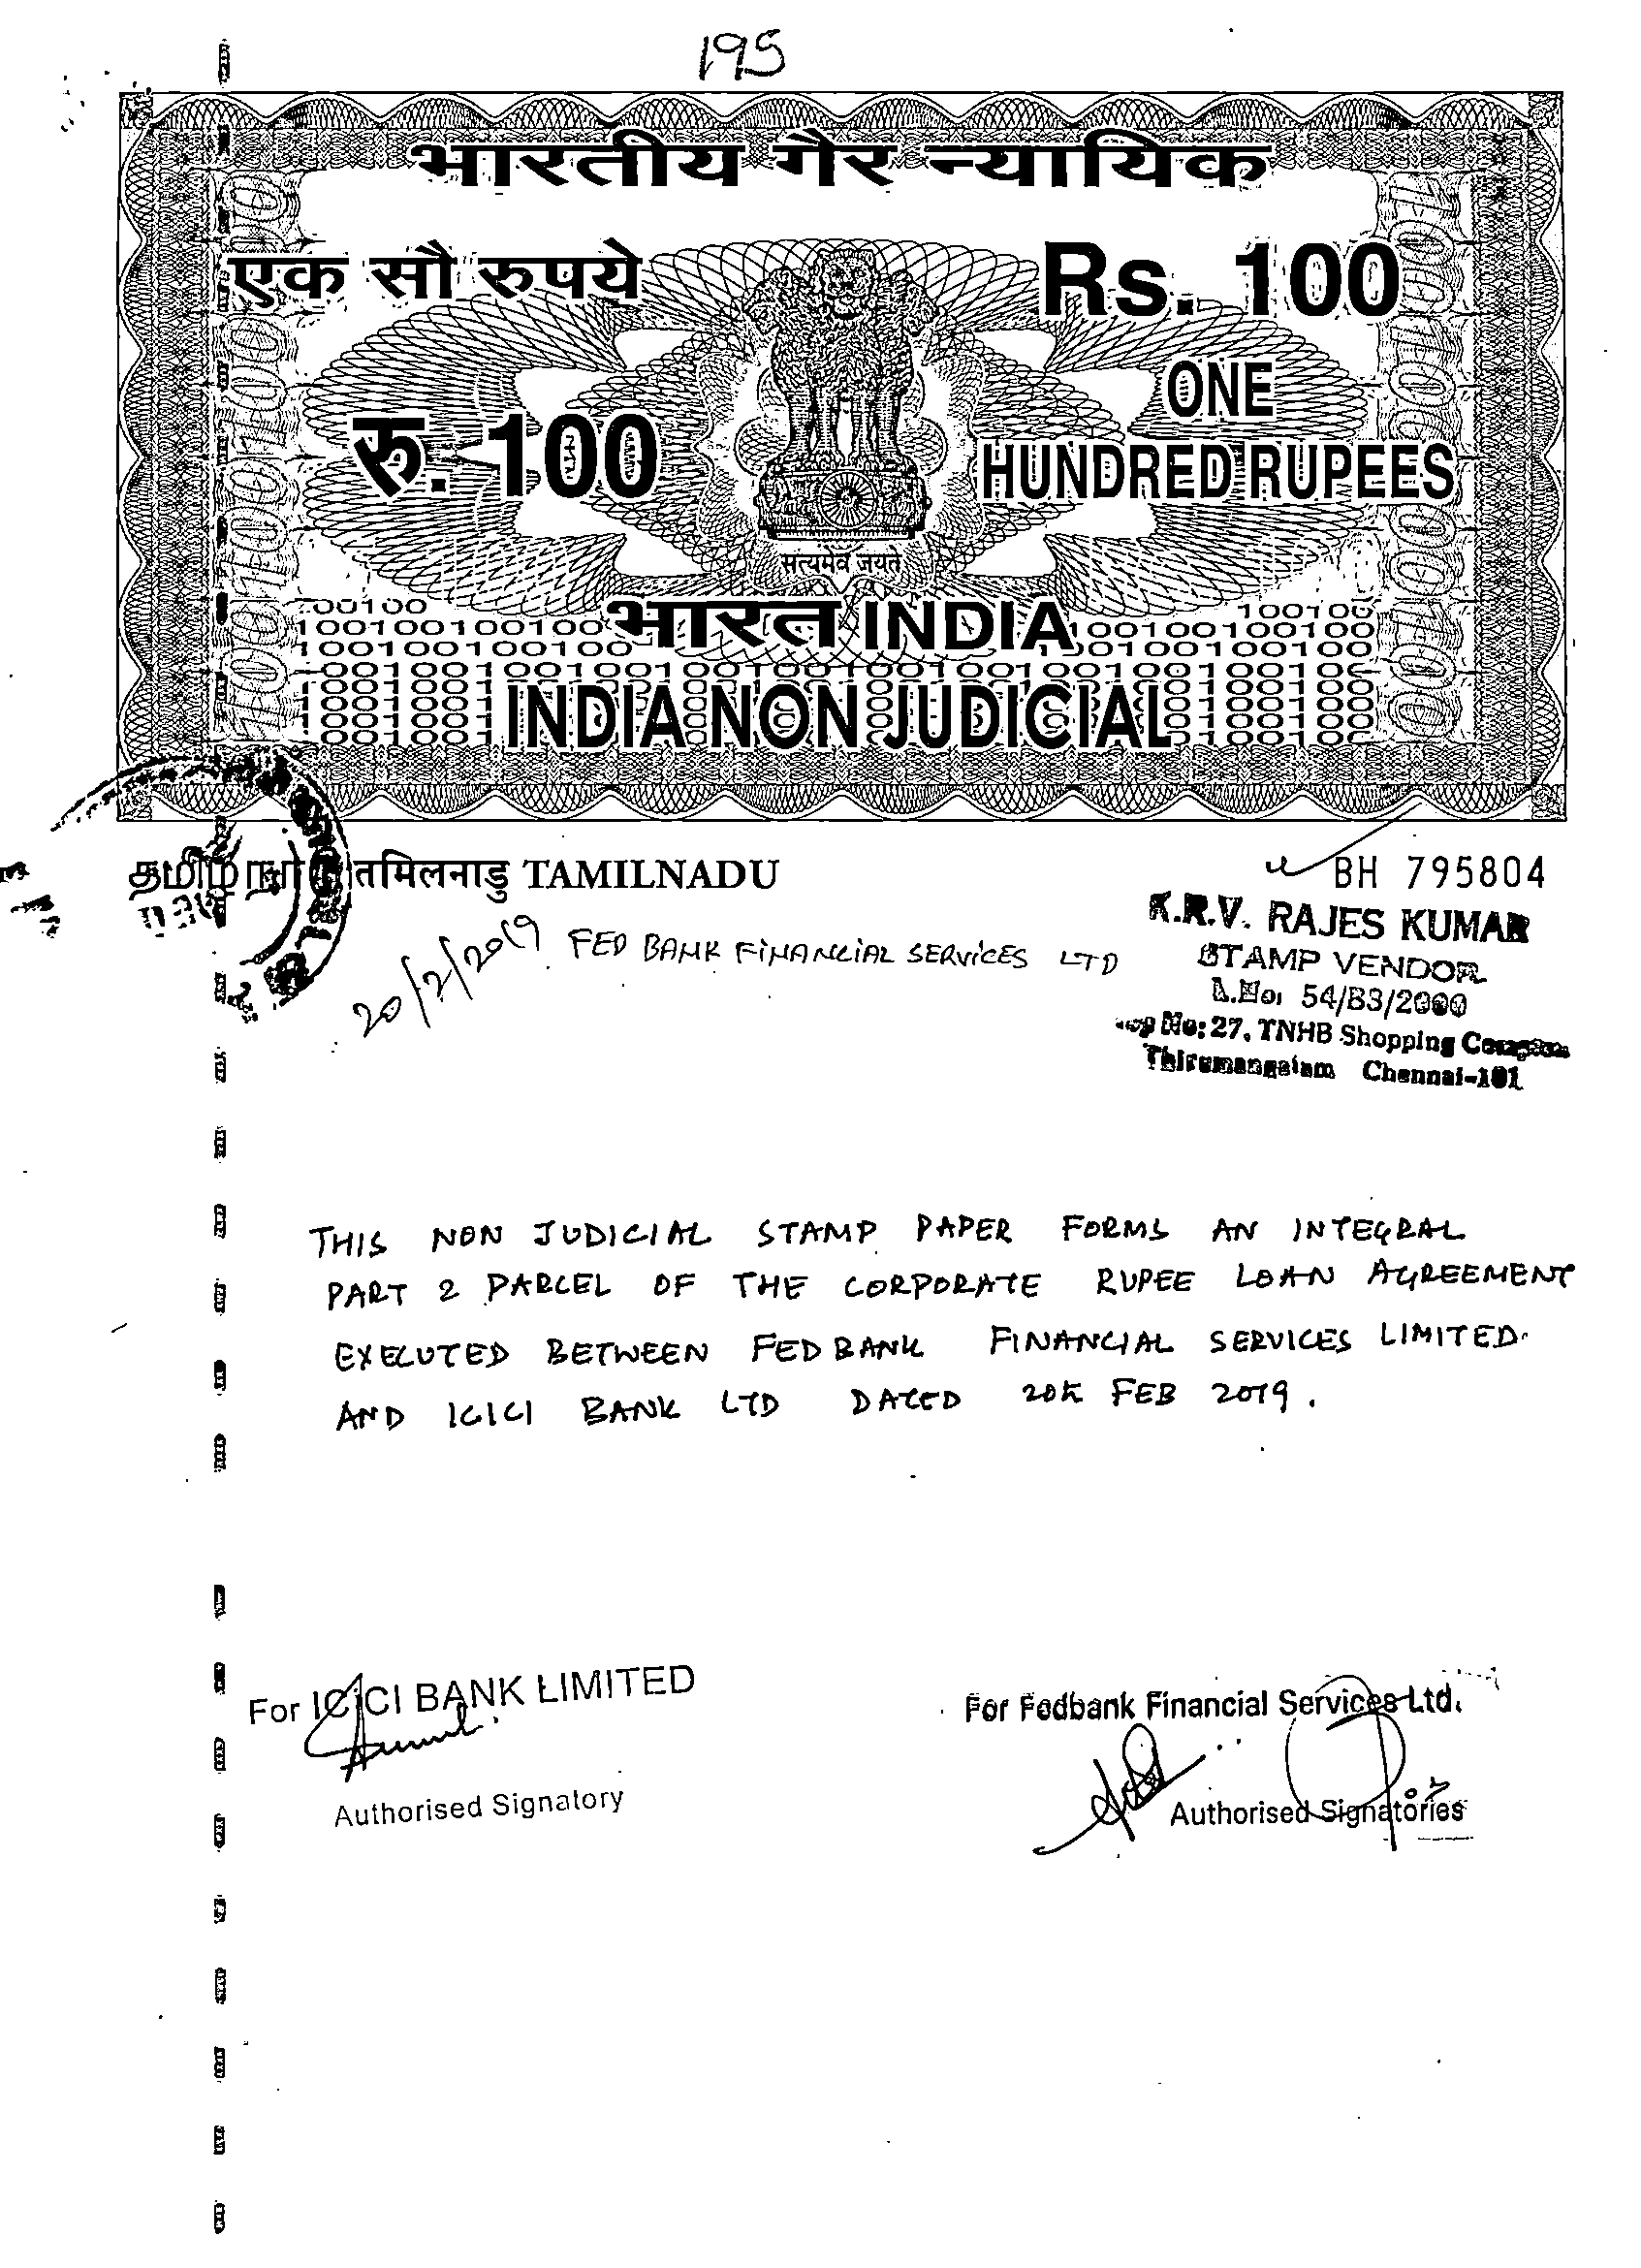 195
भारतीय गैर न्यायिक
एक सौ रुपये
Rs. 100
रु. 100
ONE
HUNDRED RUPEES
सत्यमेव जयते
भारत INDIA
INDIA NON JUDICIAL
தமிழ்நாடு तमिलनाडु TAMILNADU
BH 795804
20/2/2019 FED BANK FINANCIAL SERVICES LTD
K.R.V. RAJES KUMAR
STAMP VENDOR
L.No: 54/B3/2000
No: 27, TNHB Shopping Complex
Thirumangalam Chennai-101
THIS NON JUDICIAL STAMP PAPER FORMS AN INTEGRAL
PART & PARCEL OF THE CORPORATE RUPEE LOAN AGREEMENT
EXECUTED BETWEEN FEDBANK FINANCIAL SERVICES LIMITED
AND ICICI BANK LTD DATED 20th FEB 2019.
For ICICI BANK LIMITED
Authorised Signatory
For Fedbank Financial Services Ltd.
Authorised Signatories